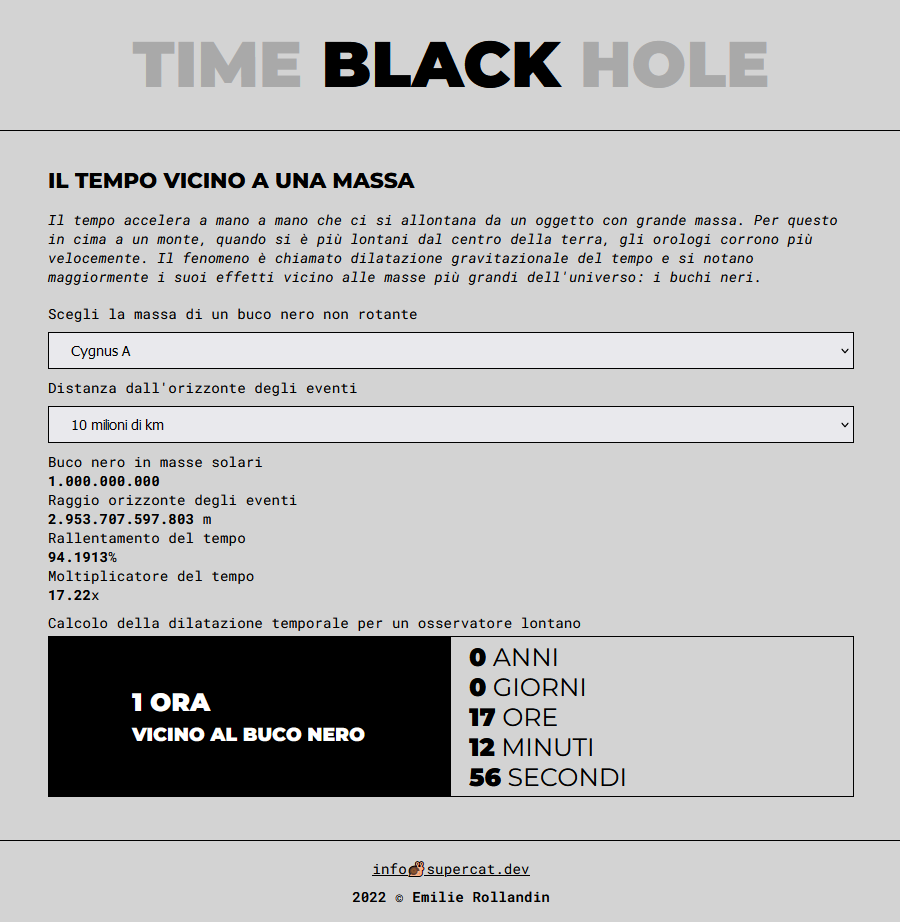 TIME BLACK HOLE
IL TEMPO VICINO A UNA MASSA
Il tempo accelera a mano a mano che ci si allontana da un oggetto con grande massa. Per questo
in cima a un monte, quando si è più lontani dal centro della terra, gli orologi corrono più
velocemente. Il fenomeno è chiamato dilatazione gravitazionale del tempo e si notano
maggiormente i suoi effetti vicino alle masse più grandi dell'universo: i buchi neri.
Scegli la massa di un buco nero non rotante
Cygnus A
Distanza dall'orizzonte degli eventi
10 milioni di km
Buco nero in masse solari
1.000.000.000
Raggio orizzonte degli eventi
2.953.707.597.803 m
Rallentamento del tempo
94.1913%
Moltiplicatore del tempo
17.22x
Calcolo della dilatazione temporale per un osservatore lontano
1 ORA
VICINO AL BUCO NERO
0 ANNI
0 GIORNI
17 ORE
12 MINUTI
56 SECONDI
info🐌supercat.dev
2022 © Emilie Rollandin